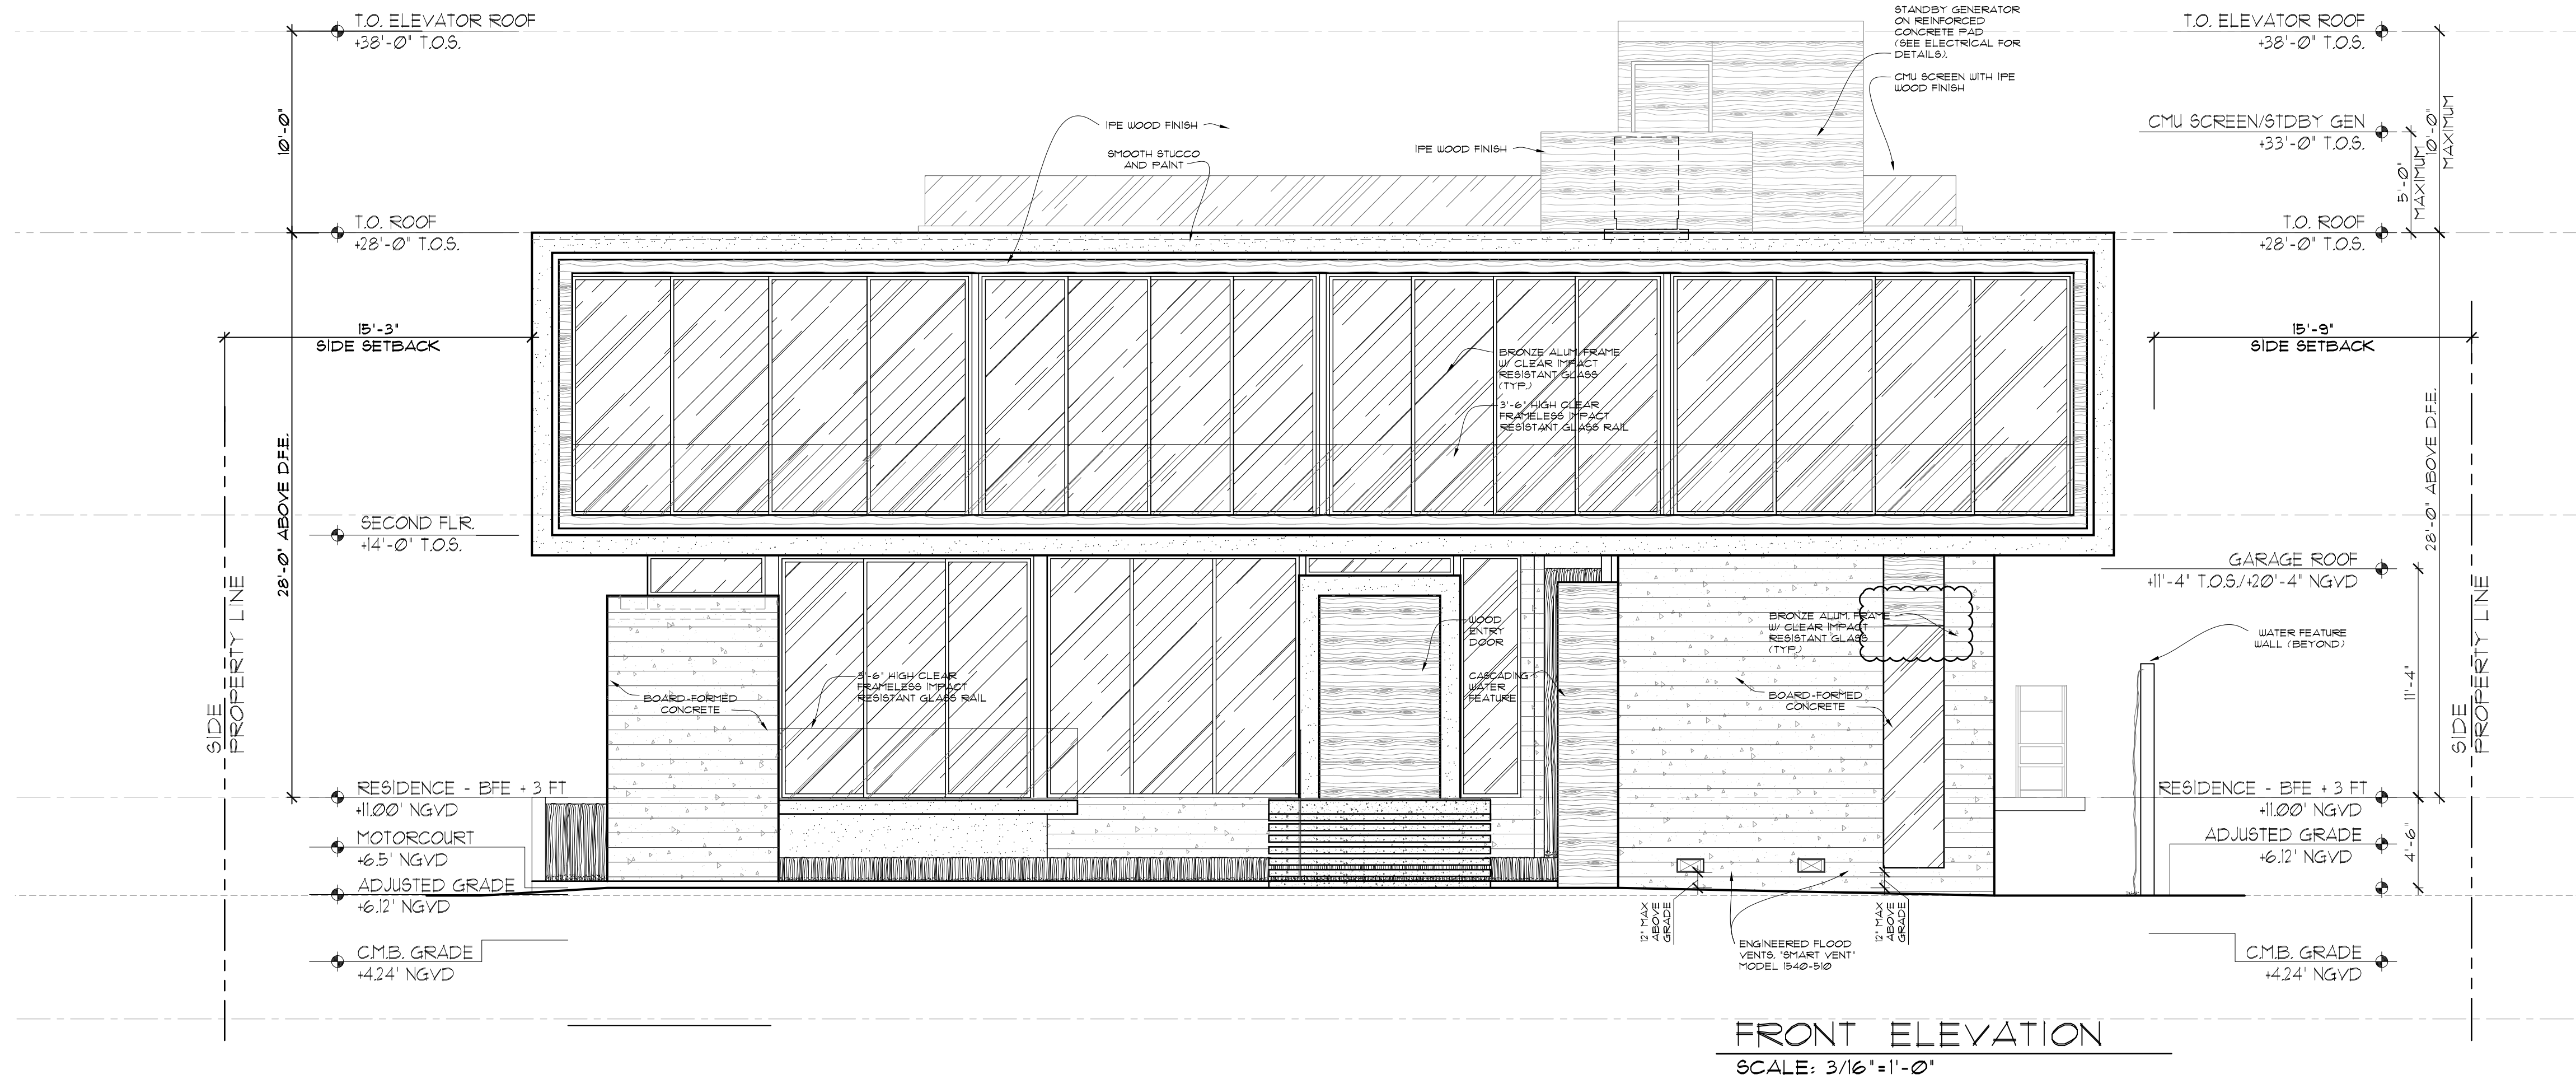 T.O. ELEVATOR ROOF
+38'-0" T.O.S.
10'-0"
T.O. ROOF
+28'-0" T.O.S.
15'-3"
SIDE SETBACK
28'-0" ABOVE D.F.E.
SECOND FLR.
+14'-0" T.O.S.
SIDE
PROPERTY LINE
RESIDENCE - BFE + 3 FT
+11.00' NGVD
MOTORCOURT
+6.5' NGVD
ADJUSTED GRADE
+6.12' NGVD
C.M.B. GRADE
+4.24' NGVD
IPE WOOD FINISH
SMOOTH STUCCO
AND PAINT
IPE WOOD FINISH
STANDBY GENERATOR
ON REINFORCED
CONCRETE PAD
(SEE ELECTRICAL FOR
DETAILS).
CMU SCREEN WITH IPE
WOOD FINISH
BRONZE ALUM. FRAME
W/ CLEAR IMPACT
RESISTANT GLASS
(TYP.)
3'-6" HIGH CLEAR
FRAMELESS IMPACT
RESISTANT GLASS RAIL
BOARD-FORMED
CONCRETE
3'-6" HIGH CLEAR
FRAMELESS IMPACT
RESISTANT GLASS RAIL
WOOD
ENTRY
DOOR
CASCADING
WATER
FEATURE
BRONZE ALUM. FRAME
W/ CLEAR IMPACT
RESISTANT GLASS
(TYP.)
BOARD-FORMED
CONCRETE
12" MAX
ABOVE
GRADE
ENGINEERED FLOOD
VENTS, "SMART VENT"
MODEL 1540-510
12" MAX
ABOVE
GRADE
T.O. ELEVATOR ROOF
+38'-0" T.O.S.
CMU SCREEN/STDBY GEN
+33'-0" T.O.S.
10'-0"
MAXIMUM
5'-0"
MAXIMUM
T.O. ROOF
+28'-0" T.O.S.
15'-9"
SIDE SETBACK
28'-0" ABOVE D.F.E.
GARAGE ROOF
+11'-4" T.O.S./+20'-4" NGVD
WATER FEATURE
WALL (BEYOND)
11'-4"
SIDE
PROPERTY LINE
RESIDENCE - BFE + 3 FT
+11.00' NGVD
ADJUSTED GRADE
+6.12' NGVD
4'-6"
C.M.B. GRADE
+4.24' NGVD
FRONT ELEVATION
SCALE: 3/16"=1'-0"